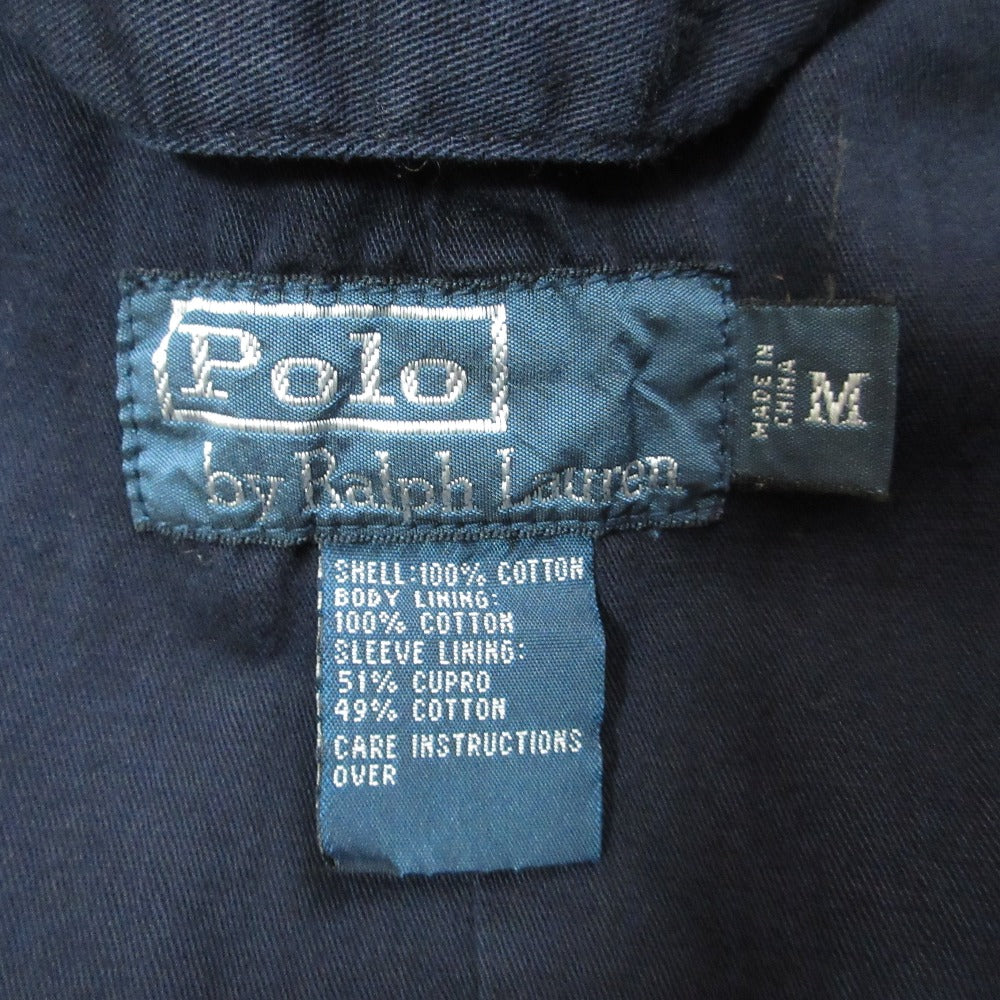 Polo
by Ralph Lauren
MADE IN
CHINA
M
SHELL:100% COTTON
BODY LINING:
100% COTTON
SLEEVE LINING:
51% CUPRO
49% COTTON
CARE INSTRUCTIONS
OVER